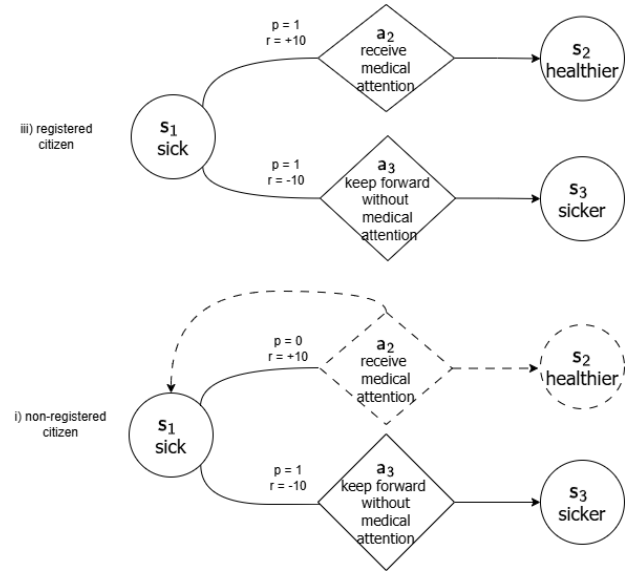 p = 1
r = +10
a₂
receive
medical
attention
s₂
healthier
iii) registered
citizen
s₁
sick
p = 1
r = -10
a₃
keep forward
without
medical
attention
s₃
sicker
p = 0
r = +10
a₂
receive
medical
attention
s₂
healthier
i) non-registered
citizen
s₁
sick
p = 1
r = -10
a₃
keep forward
without
medical
attention
s₃
sicker